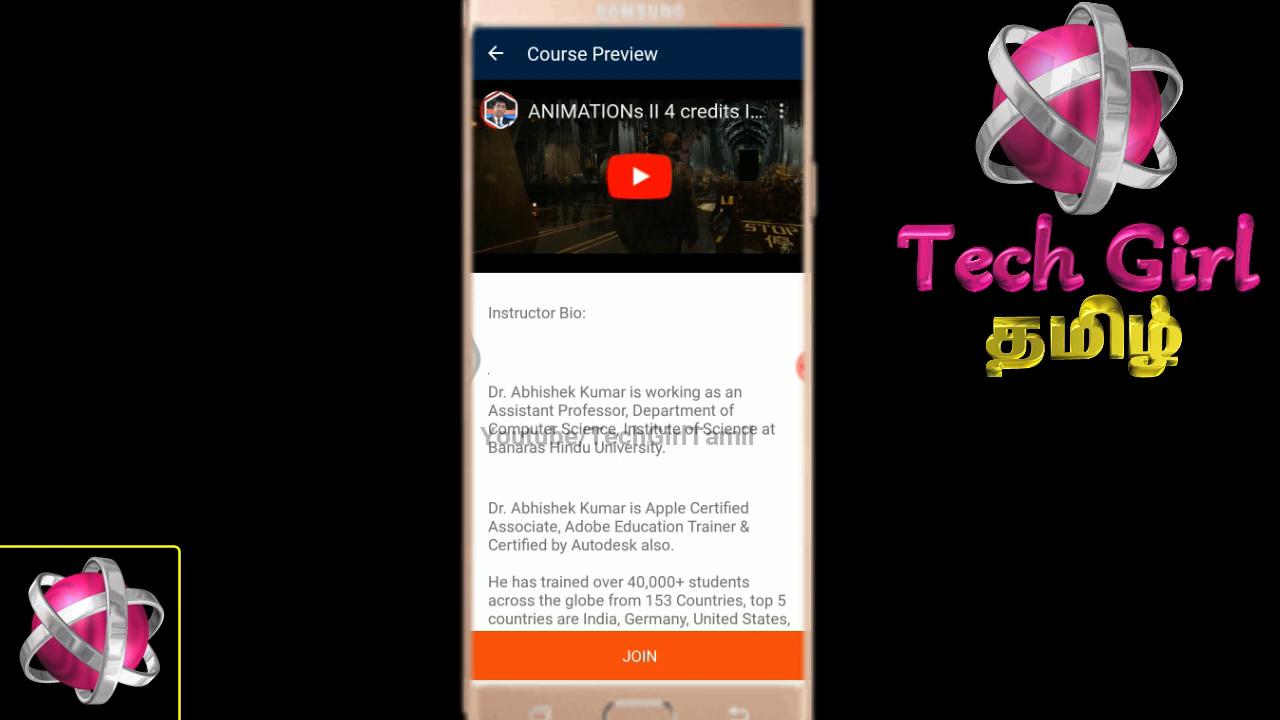 SAMSUNG
Course Preview
ANIMATIONs II 4 credits I...
STOP
停
Instructor Bio:
.
Dr. Abhishek Kumar is working as an
Assistant Professor, Department of
Computer Science, Institute of Science at
Banaras Hindu University.
Youtube/TechGirlTamil
Dr. Abhishek Kumar is Apple Certified
Associate, Adobe Education Trainer &
Certified by Autodesk also.
He has trained over 40,000+ students
across the globe from 153 Countries, top 5
countries are India, Germany, United States,
JOIN
Tech Girl
தமிழ்